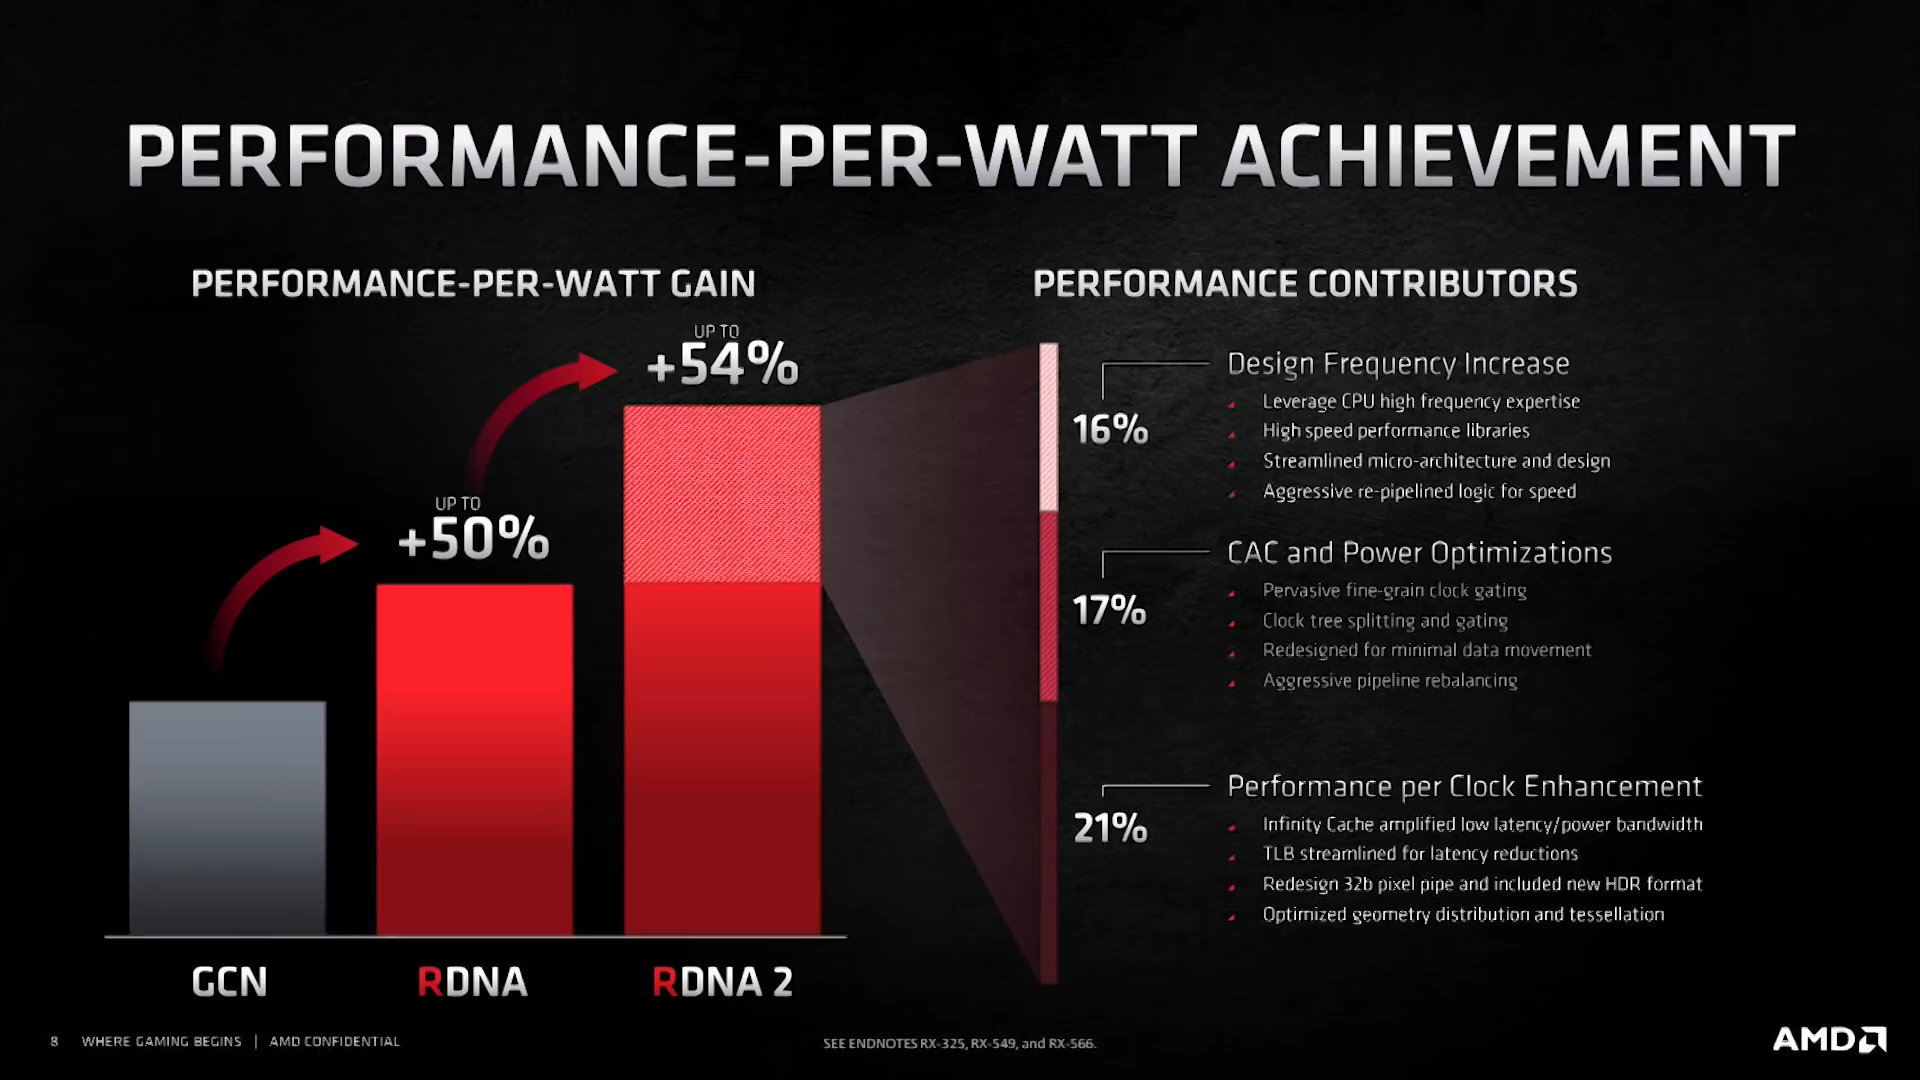 PERFORMANCE-PER-WATT ACHIEVEMENT
PERFORMANCE-PER-WATT GAIN
UP TO
+54%
UP TO
+50%
GCN
RDNA
RDNA 2
PERFORMANCE CONTRIBUTORS
16%
Design Frequency Increase
Leverage CPU high frequency expertise
High speed performance libraries
Streamlined micro-architecture and design
Aggressive re-pipelined logic for speed
17%
CAC and Power Optimizations
Pervasive fine-grain clock gating
Clock tree splitting and gating
Redesigned for minimal data movement
Aggressive pipeline rebalancing
21%
Performance per Clock Enhancement
Infinity Cache amplified low latency/power bandwidth
TLB streamlined for latency reductions
Redesign 32b pixel pipe and included new HDR format
Optimized geometry distribution and tessellation
8 WHERE GAMING BEGINS | AMD CONFIDENTIAL
SEE ENDNOTES RX-325, RX-549, and RX-566.
AMD